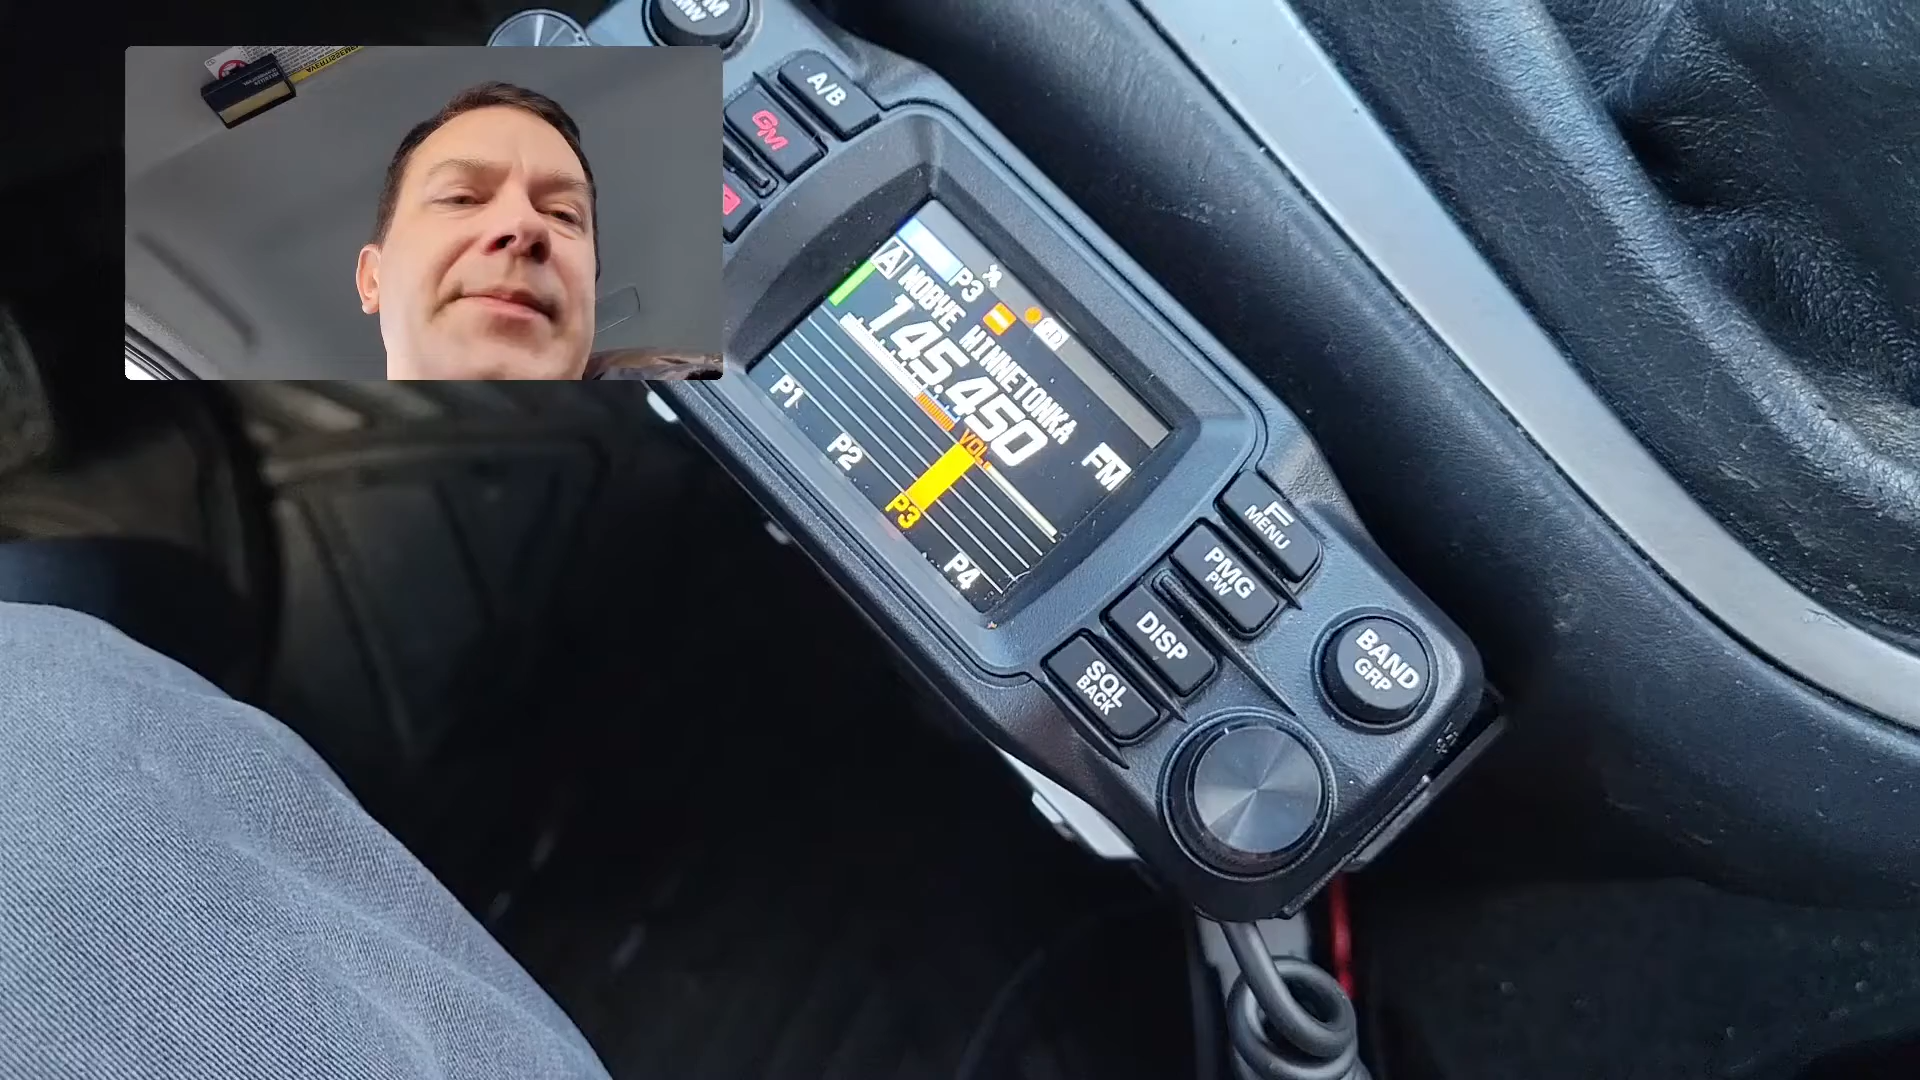 A/B
GM
A
P3
N0BVE MINNETONKA
145.450
FM
VOL
P1
P2
P3
P4
F
MENU
PMG
PW
DISP
SQL
BACK
BAND
GRP